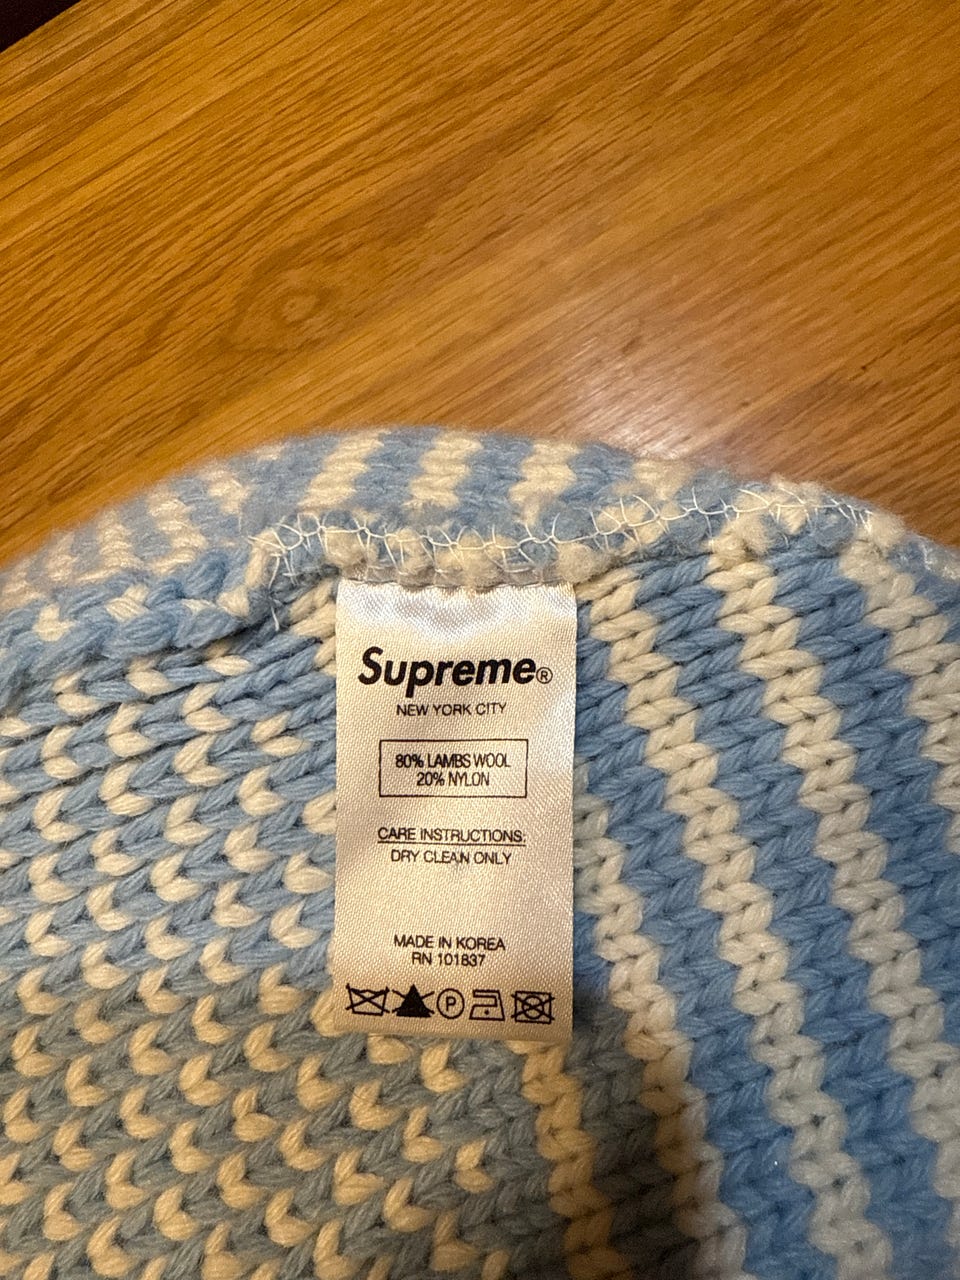 Supreme®
NEW YORK CITY
80% LAMBS WOOL
20% NYLON
CARE INSTRUCTIONS:
DRY CLEAN ONLY
MADE IN KOREA
RN 101837
P